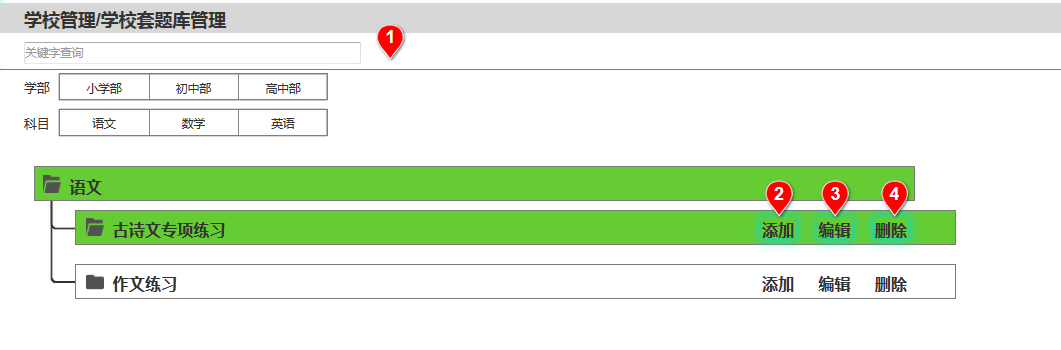 学校管理/学校套题库管理
1
关键字查询
学部 小学部 初中部 高中部
科目 语文 数学 英语
语文
2 3 4
古诗文专项练习 添加 编辑 删除
作文练习 添加 编辑 删除